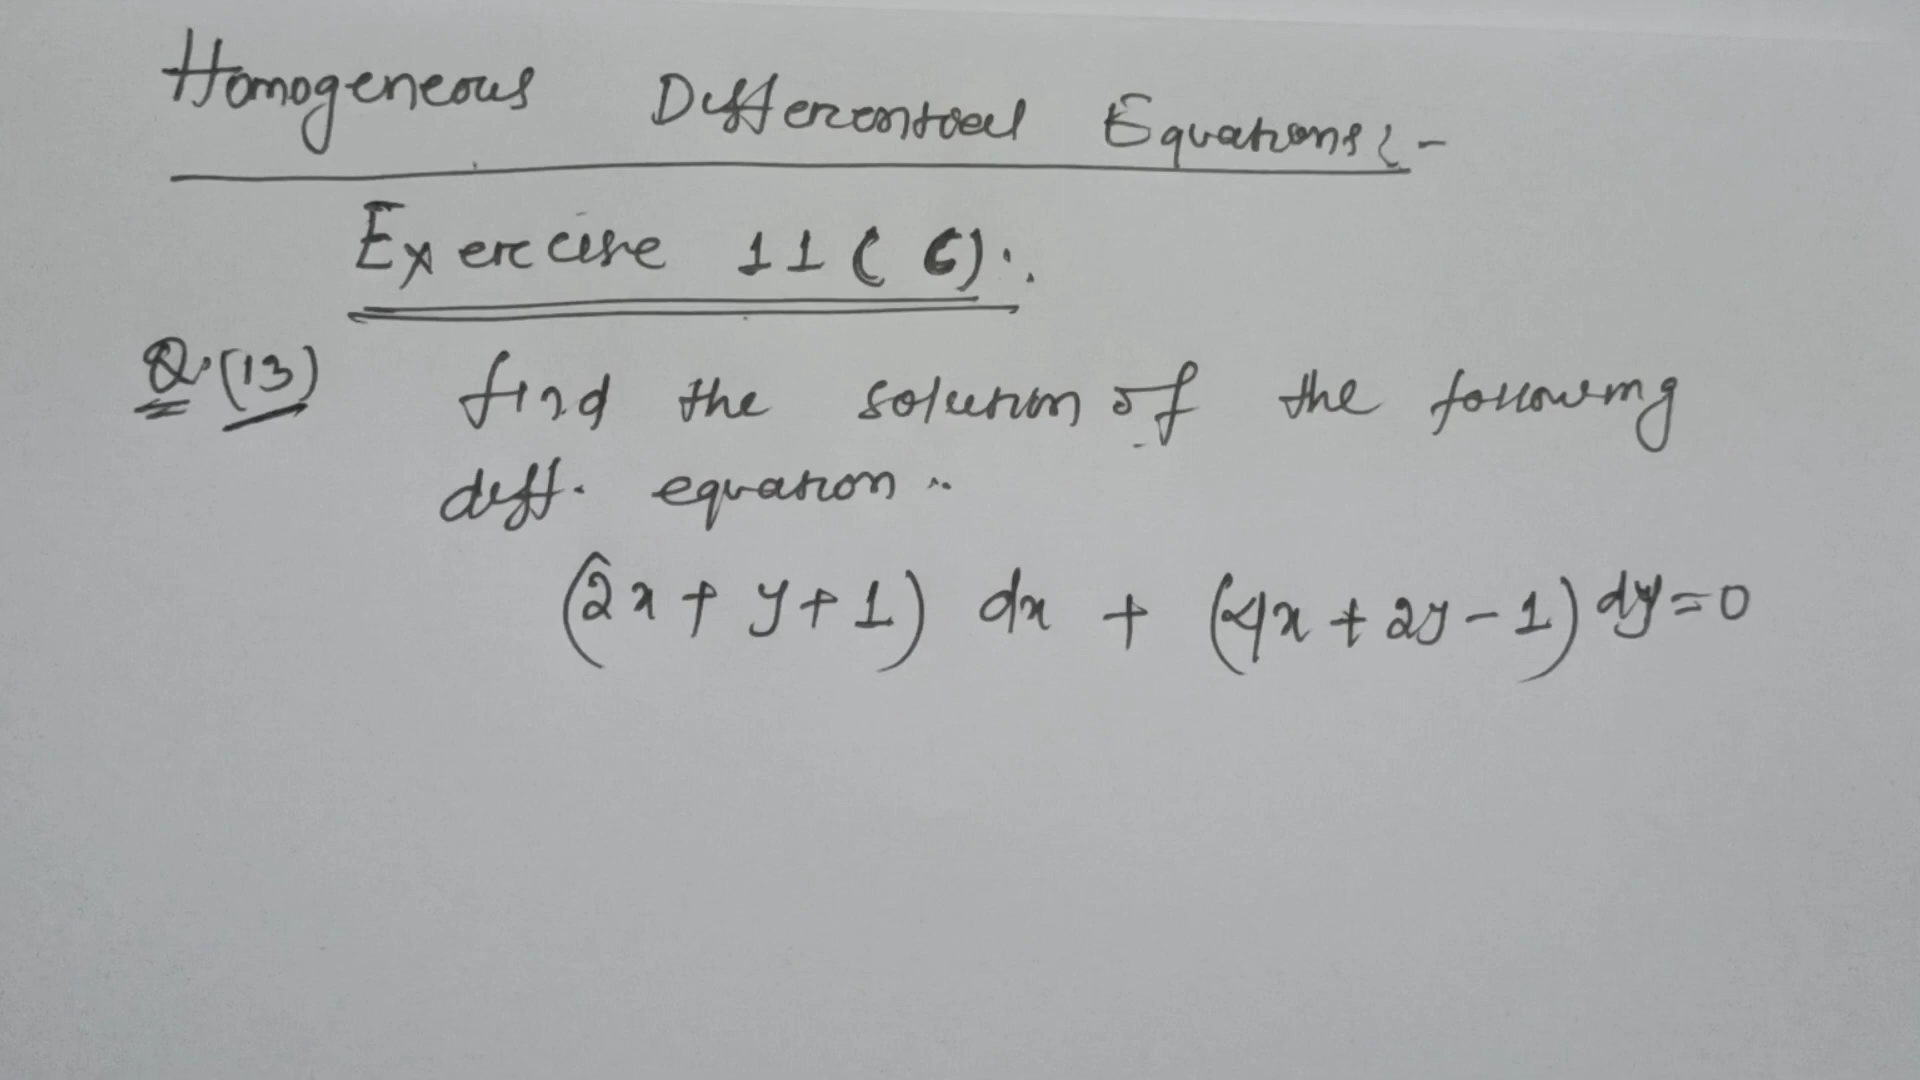 Homogeneous Differential Equations:-
Exercise 11(6):.
Q.(13) find the solution of the following
diff. equation ..
(2x + y + 1) dx + (4x + 2y - 1) dy = 0